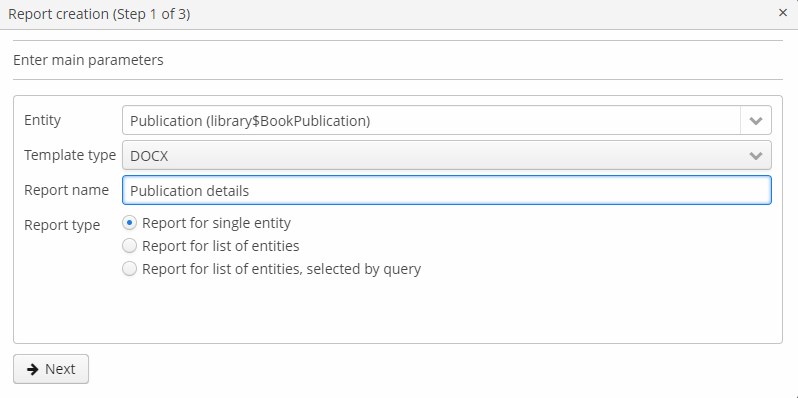 Report creation (Step 1 of 3)
Enter main parameters
Entity Publication (library$BookPublication)
Template type DOCX
Report name Publication details
Report type Report for single entity
Report for list of entities
Report for list of entities, selected by query
Next